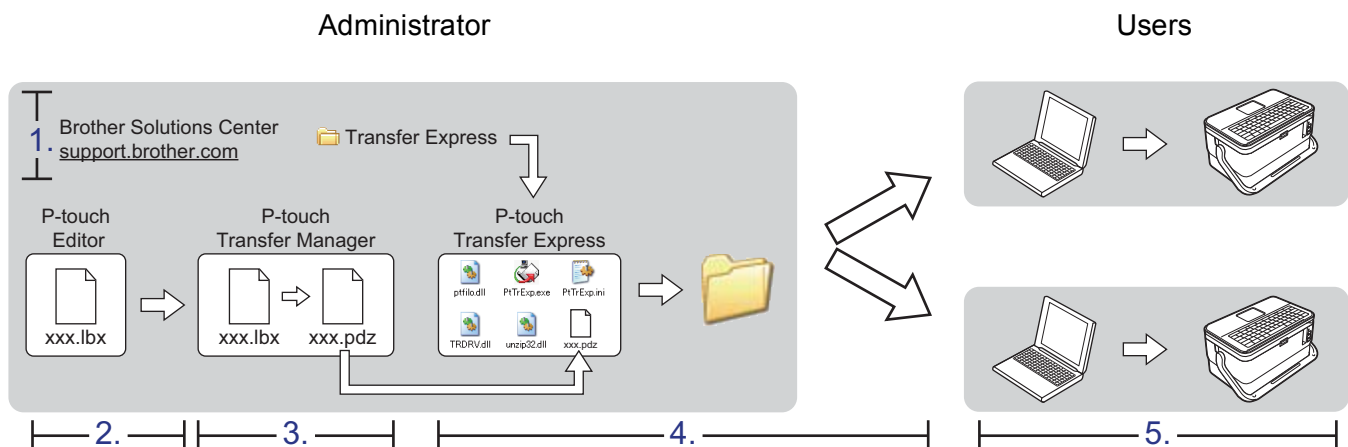 Administrator
Users
1.
Brother Solutions Center
support.brother.com
Transfer Express
P-touch
Editor
xxx.lbx
P-touch
Transfer Manager
xxx.lbx
xxx.pdz
P-touch
Transfer Express
ptfilo.dll
PtTrExp.exe
PtTrExp.ini
TRDRV.dll
unzip32.dll
xxx.pdz
2.
3.
4.
5.